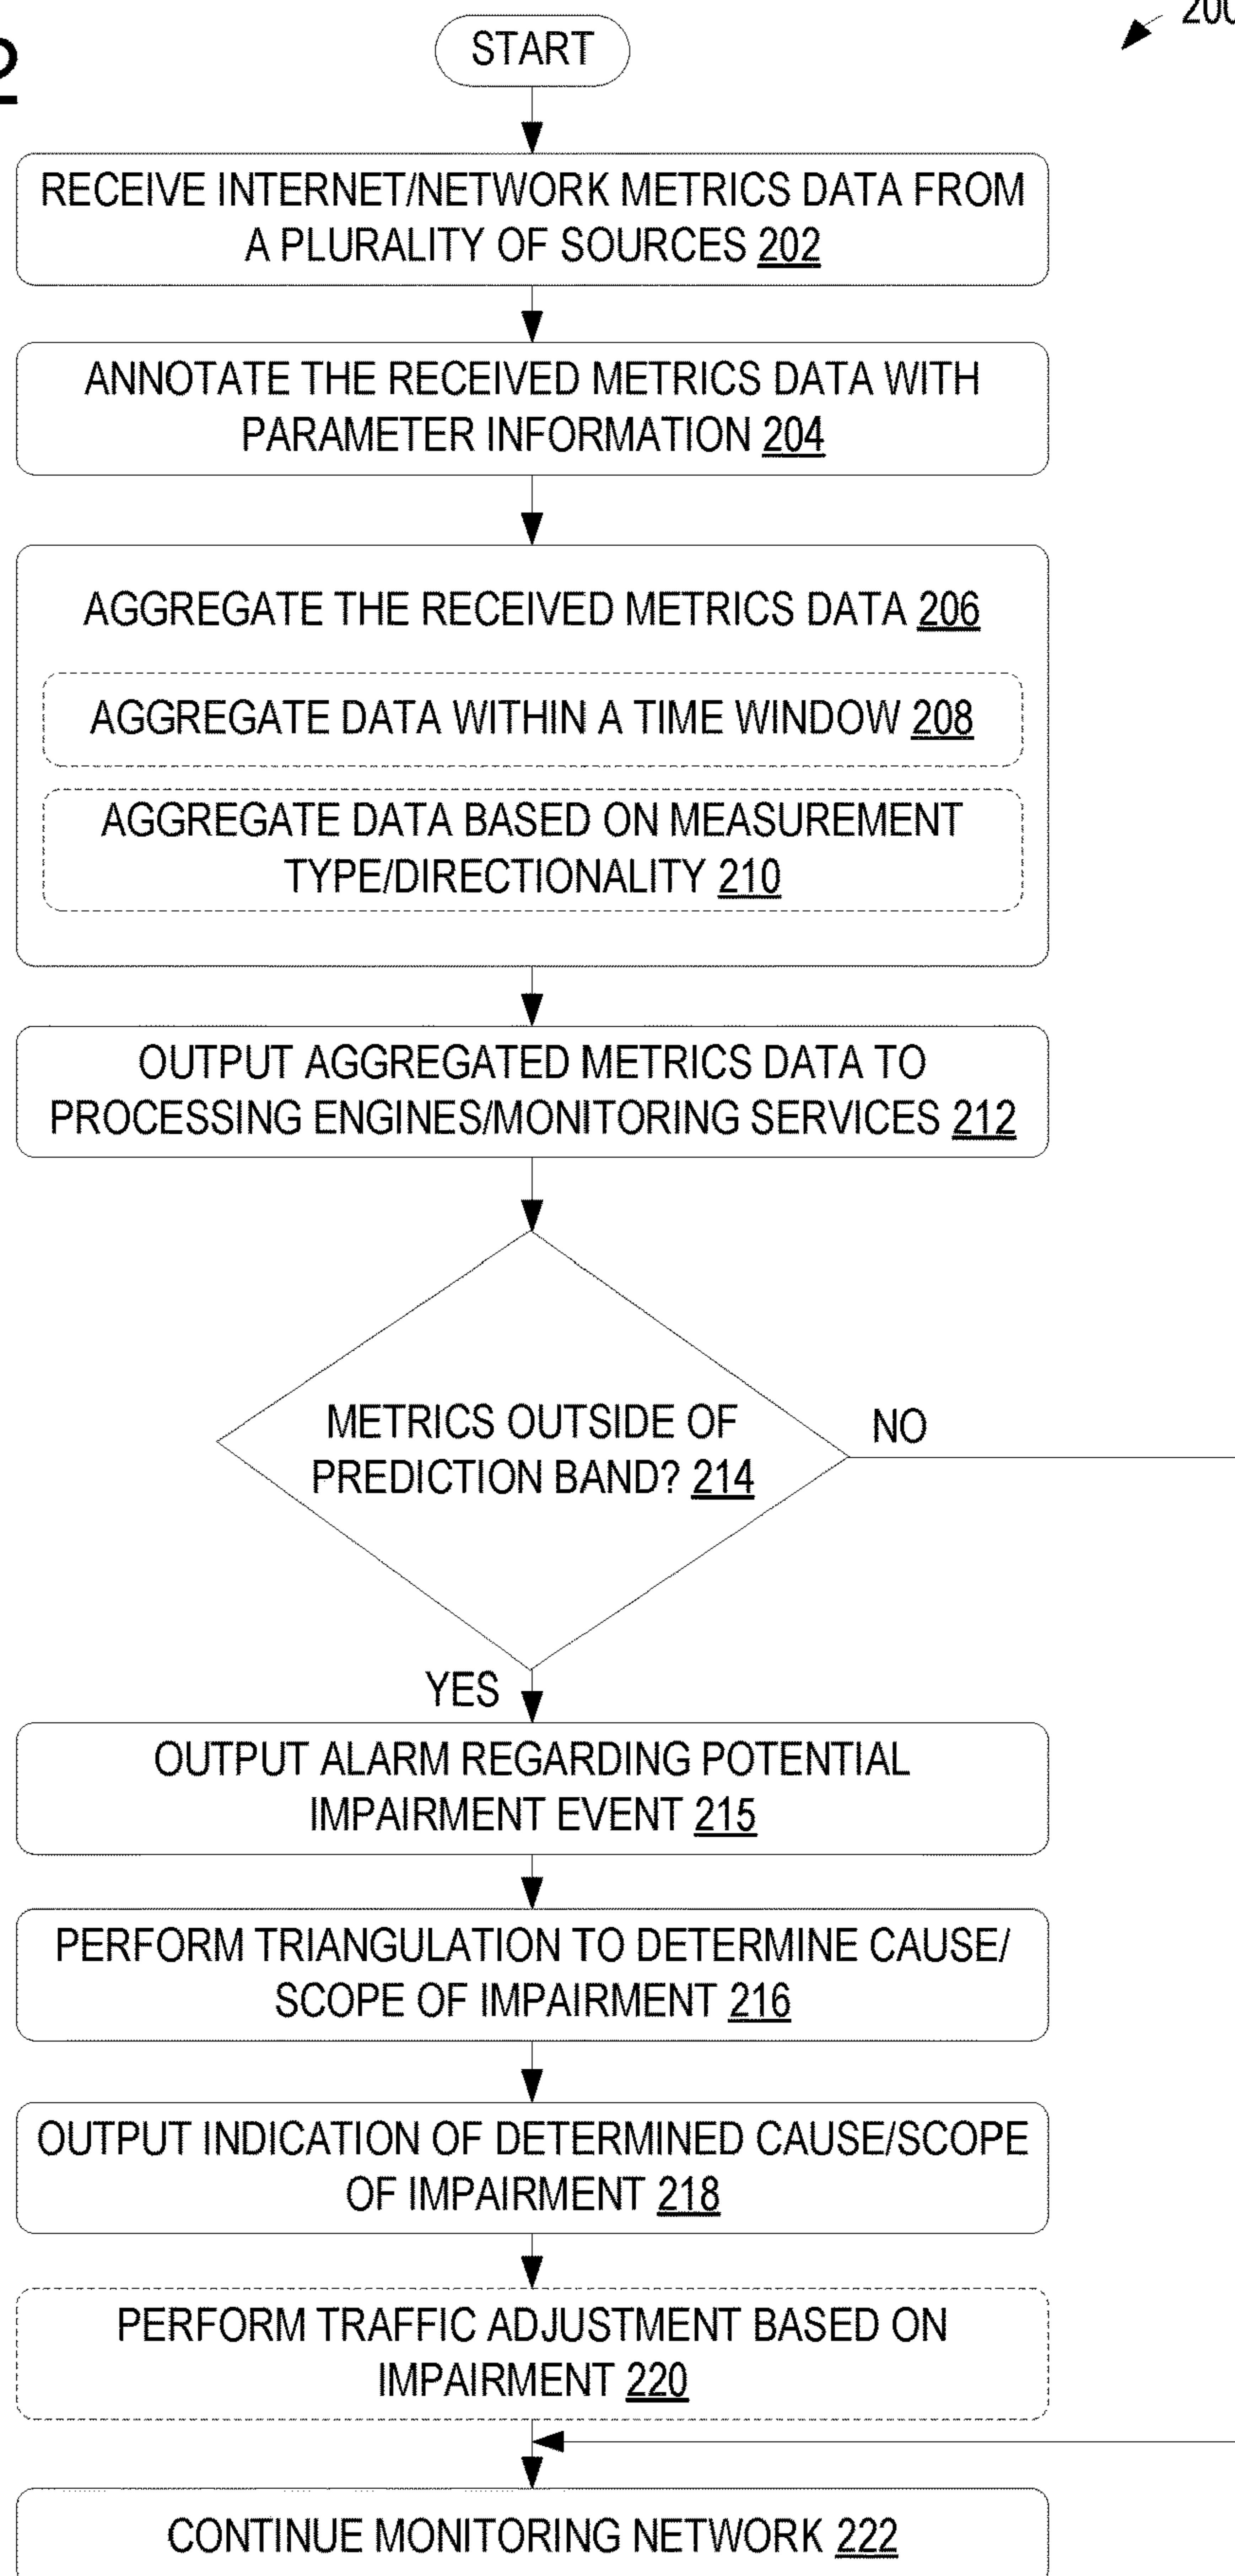 200
2
START
RECEIVE INTERNET/NETWORK METRICS DATA FROM
A PLURALITY OF SOURCES 202
ANNOTATE THE RECEIVED METRICS DATA WITH
PARAMETER INFORMATION 204
AGGREGATE THE RECEIVED METRICS DATA 206
AGGREGATE DATA WITHIN A TIME WINDOW 208
AGGREGATE DATA BASED ON MEASUREMENT
TYPE/DIRECTIONALITY 210
OUTPUT AGGREGATED METRICS DATA TO
PROCESSING ENGINES/MONITORING SERVICES 212
METRICS OUTSIDE OF
PREDICTION BAND? 214
NO
YES
OUTPUT ALARM REGARDING POTENTIAL
IMPAIRMENT EVENT 215
PERFORM TRIANGULATION TO DETERMINE CAUSE/
SCOPE OF IMPAIRMENT 216
OUTPUT INDICATION OF DETERMINED CAUSE/SCOPE
OF IMPAIRMENT 218
PERFORM TRAFFIC ADJUSTMENT BASED ON
IMPAIRMENT 220
CONTINUE MONITORING NETWORK 222